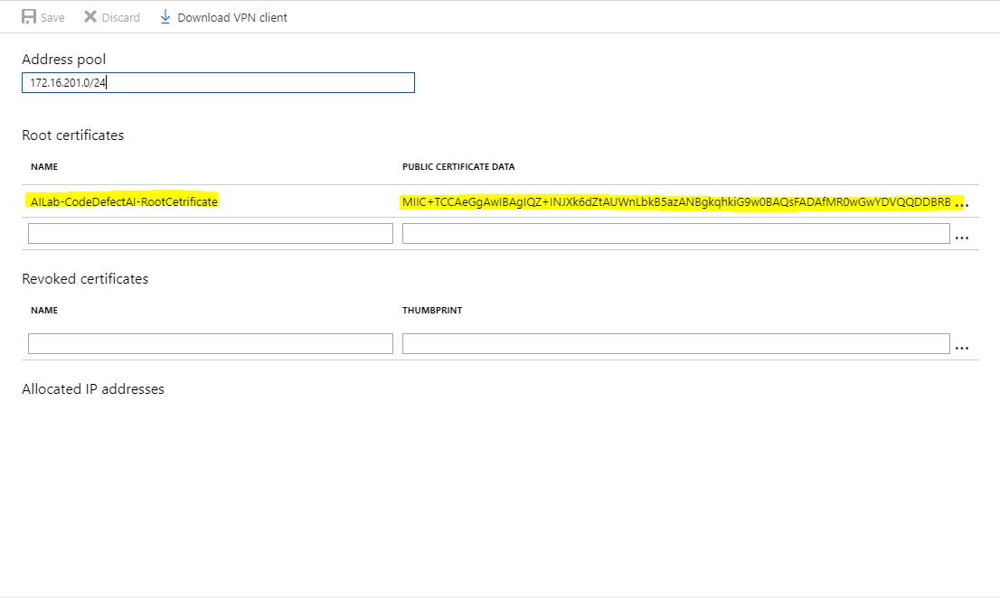 Save Discard Download VPN client
Address pool
172.16.201.0/24
Root certificates
NAME PUBLIC CERTIFICATE DATA
AILab-CodeDefectAI-RootCetrificate MIIC+TCCAeGgAwIBAgIQZ+INJXk6dZtAUWnLbkB5azANBgkqhkiG9w0BAQsFADAfMR0wGwYDVQQDDBRB ...
...
Revoked certificates
NAME THUMBPRINT
...
Allocated IP addresses